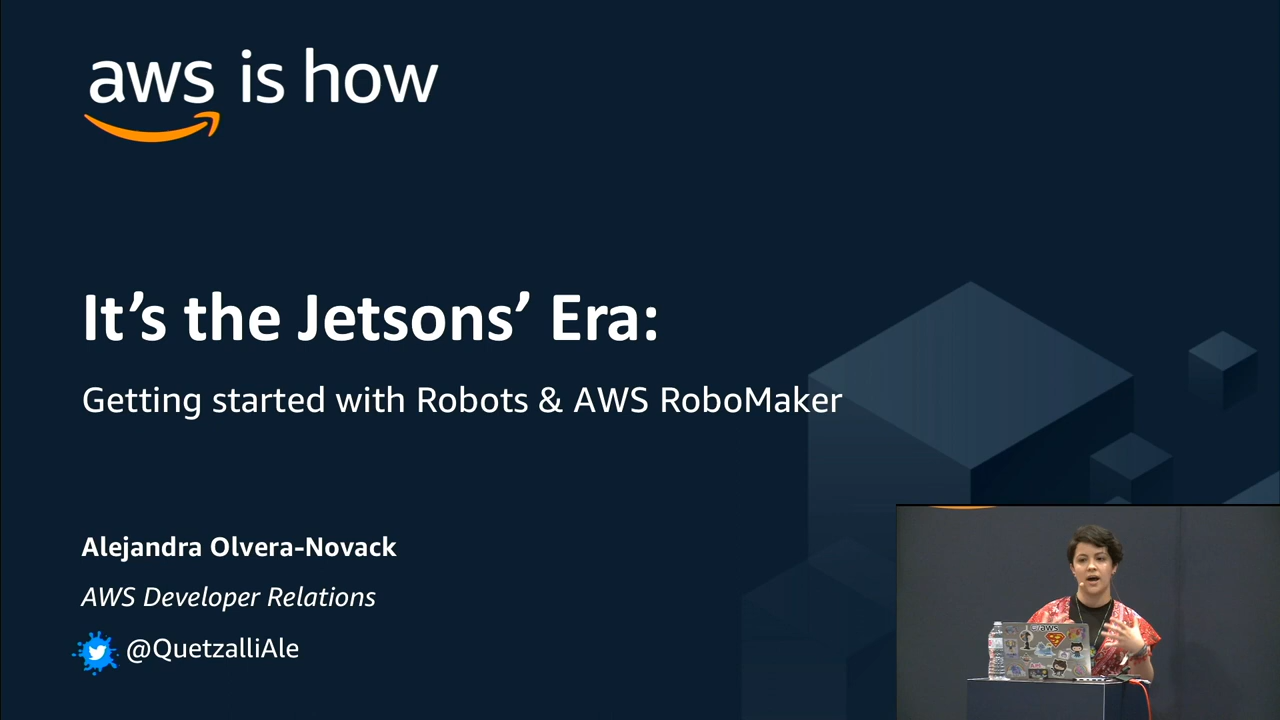 aws is how
It's the Jetsons' Era:
Getting started with Robots & AWS RoboMaker
Alejandra Olvera-Novack
AWS Developer Relations
@QuetzalliAle
aws